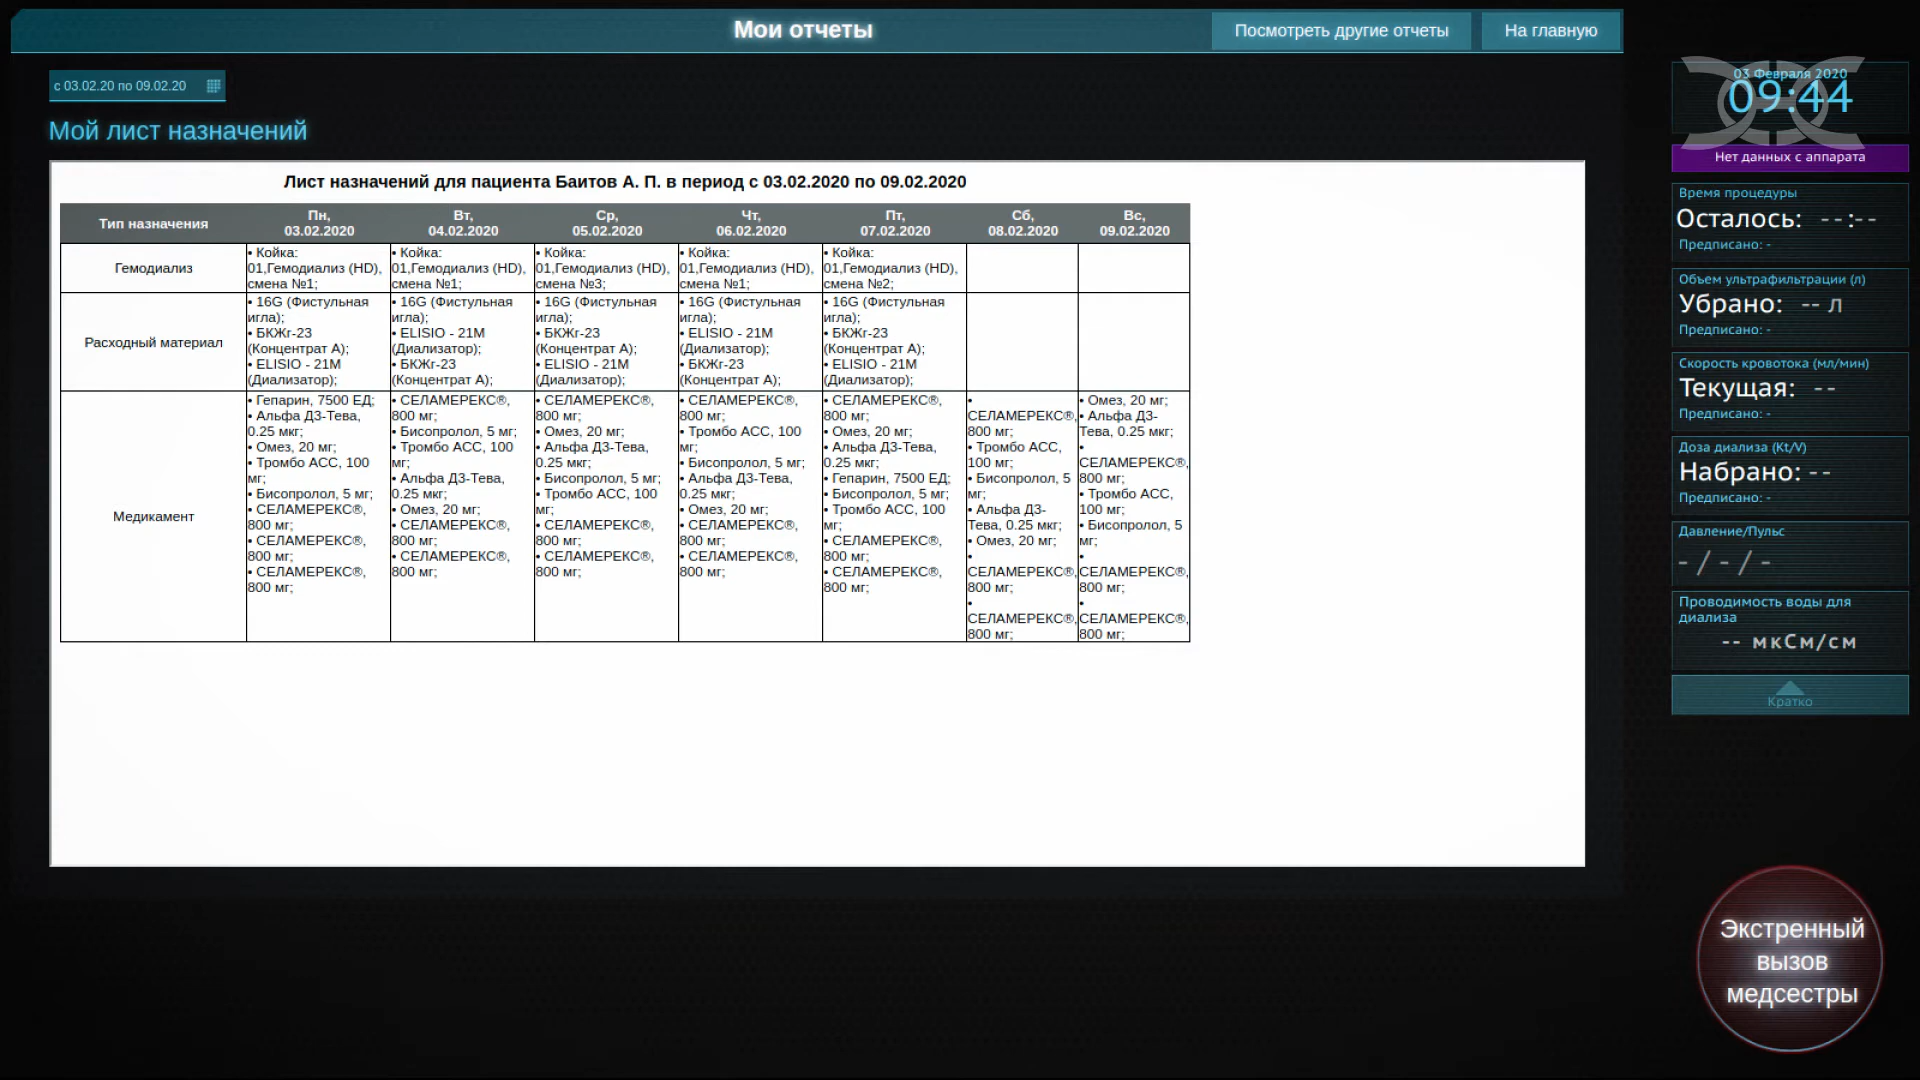 Мои отчеты
Посмотреть другие отчеты
На главную
с 03.02.20 по 09.02.20
Мой лист назначений
Лист назначений для пациента Баитов А. П. в период с 03.02.2020 по 09.02.2020
Тип назначения
Пн,
03.02.2020
Вт,
04.02.2020
Ср,
05.02.2020
Чт,
06.02.2020
Пт,
07.02.2020
Сб,
08.02.2020
Вс,
09.02.2020
Гемодиализ
• Койка:
01,Гемодиализ (HD),
смена №1;
• Койка:
01,Гемодиализ (HD),
смена №1;
• Койка:
01,Гемодиализ (HD),
смена №3;
• Койка:
01,Гемодиализ (HD),
смена №1;
• Койка:
01,Гемодиализ (HD),
смена №2;
Расходный материал
• 16G (Фистульная
игла);
• БКЖг-23
(Концентрат А);
• ELISIO - 21M
(Диализатор);
• 16G (Фистульная
игла);
• ELISIO - 21M
(Диализатор);
• БКЖг-23
(Концентрат А);
• 16G (Фистульная
игла);
• БКЖг-23
(Концентрат А);
• ELISIO - 21M
(Диализатор);
• 16G (Фистульная
игла);
• ELISIO - 21M
(Диализатор);
• БКЖг-23
(Концентрат А);
• 16G (Фистульная
игла);
• БКЖг-23
(Концентрат А);
• ELISIO - 21M
(Диализатор);
Медикамент
• Гепарин, 7500 ЕД;
• Альфа Д3-Тева,
0.25 мкг;
• Омез, 20 мг;
• Тромбо АСС, 100
мг;
• Бисопролол, 5 мг;
• СЕЛАМЕРЕКС®,
800 мг;
• СЕЛАМЕРЕКС®,
800 мг;
• СЕЛАМЕРЕКС®,
800 мг;
• СЕЛАМЕРЕКС®,
800 мг;
• Бисопролол, 5 мг;
• Тромбо АСС, 100
мг;
• Альфа Д3-Тева,
0.25 мкг;
• Омез, 20 мг;
• СЕЛАМЕРЕКС®,
800 мг;
• СЕЛАМЕРЕКС®,
800 мг;
• СЕЛАМЕРЕКС®,
800 мг;
• Омез, 20 мг;
• Альфа Д3-Тева,
0.25 мкг;
• Бисопролол, 5 мг;
• Тромбо АСС, 100
мг;
• СЕЛАМЕРЕКС®,
800 мг;
• СЕЛАМЕРЕКС®,
800 мг;
• СЕЛАМЕРЕКС®,
800 мг;
• Тромбо АСС, 100
мг;
• Бисопролол, 5 мг;
• Альфа Д3-Тева,
0.25 мкг;
• Омез, 20 мг;
• СЕЛАМЕРЕКС®,
800 мг;
• СЕЛАМЕРЕКС®,
800 мг;
• СЕЛАМЕРЕКС®,
800 мг;
• Омез, 20 мг;
• Альфа Д3-Тева,
0.25 мкг;
• Гепарин, 7500 ЕД;
• Бисопролол, 5 мг;
• Тромбо АСС, 100
мг;
• СЕЛАМЕРЕКС®,
800 мг;
• СЕЛАМЕРЕКС®,
800 мг;
•
СЕЛАМЕРЕКС®,
800 мг;
• Тромбо АСС,
100 мг;
• Бисопролол, 5
мг;
• Альфа Д3-
Тева, 0.25 мкг;
• Омез, 20 мг;
•
СЕЛАМЕРЕКС®,
800 мг;
•
СЕЛАМЕРЕКС®,
800 мг;
• Омез, 20 мг;
• Альфа Д3-
Тева, 0.25 мкг;
•
СЕЛАМЕРЕКС®,
800 мг;
• Тромбо АСС,
100 мг;
• Бисопролол, 5
мг;
•
СЕЛАМЕРЕКС®,
800 мг;
•
СЕЛАМЕРЕКС®,
800 мг;
03 Февраля 2020
09:44
Нет данных с аппарата
Время процедуры
Осталось: --:--
Предписано: -
Объем ультрафильтрации (л)
Убрано: -- л
Предписано: -
Скорость кровотока (мл/мин)
Текущая: --
Предписано: -
Доза диализа (Kt/V)
Набрано: --
Предписано: -
Давление/Пульс
- / - / -
Проводимость воды для
диализа
-- мкСм/см
Кратко
Экстренный
вызов
медсестры